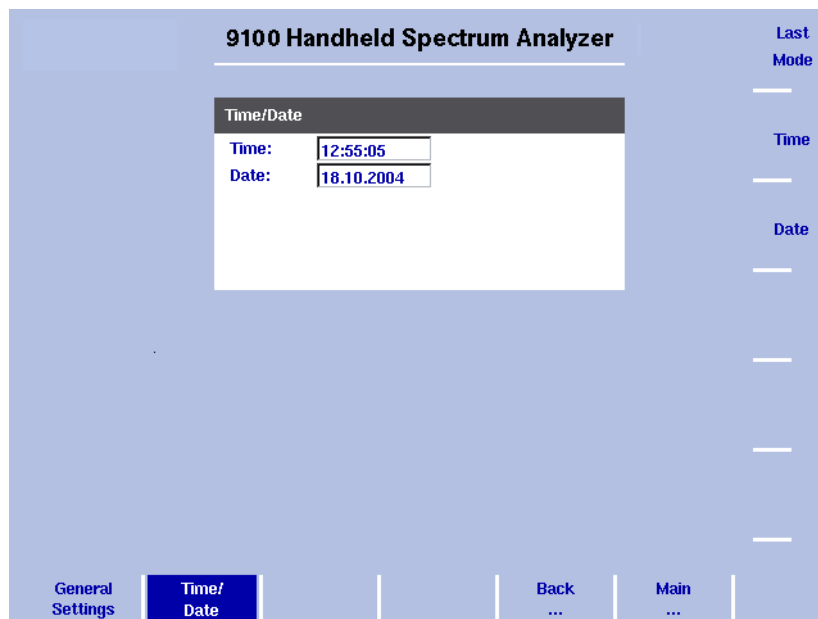 9100 Handheld Spectrum Analyzer
Last
Mode
Time/Date
Time: 12:55:05
Date: 18.10.2004
Time
Date
General
Settings
Time/
Date
Back
...
Main
...